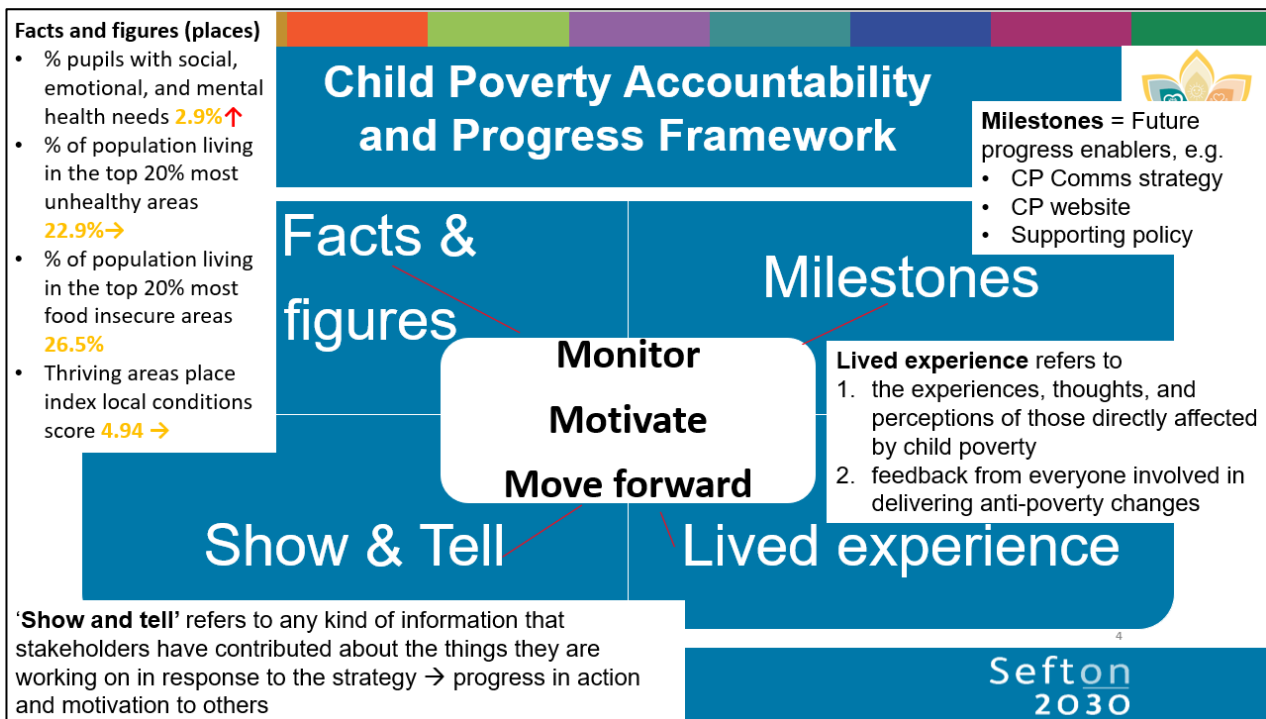 Facts and figures (places)
• % pupils with social,
emotional, and mental
health needs 2.9%↑
• % of population living
in the top 20% most
unhealthy areas
22.9%→
• % of population living
in the top 20% most
food insecure areas
26.5%
• Thriving areas place
index local conditions
score 4.94 →
Child Poverty Accountability
and Progress Framework
Milestones = Future
progress enablers, e.g.
• CP Comms strategy
• CP website
• Supporting policy
Facts &
figures
Milestones
Monitor
Motivate
Move forward
Lived experience refers to
1. the experiences, thoughts, and
perceptions of those directly affected
by child poverty
2. feedback from everyone involved in
delivering anti-poverty changes
Show & Tell
Lived experience
‘Show and tell’ refers to any kind of information that
stakeholders have contributed about the things they are
working on in response to the strategy → progress in action
and motivation to others
4
Sefton
2030